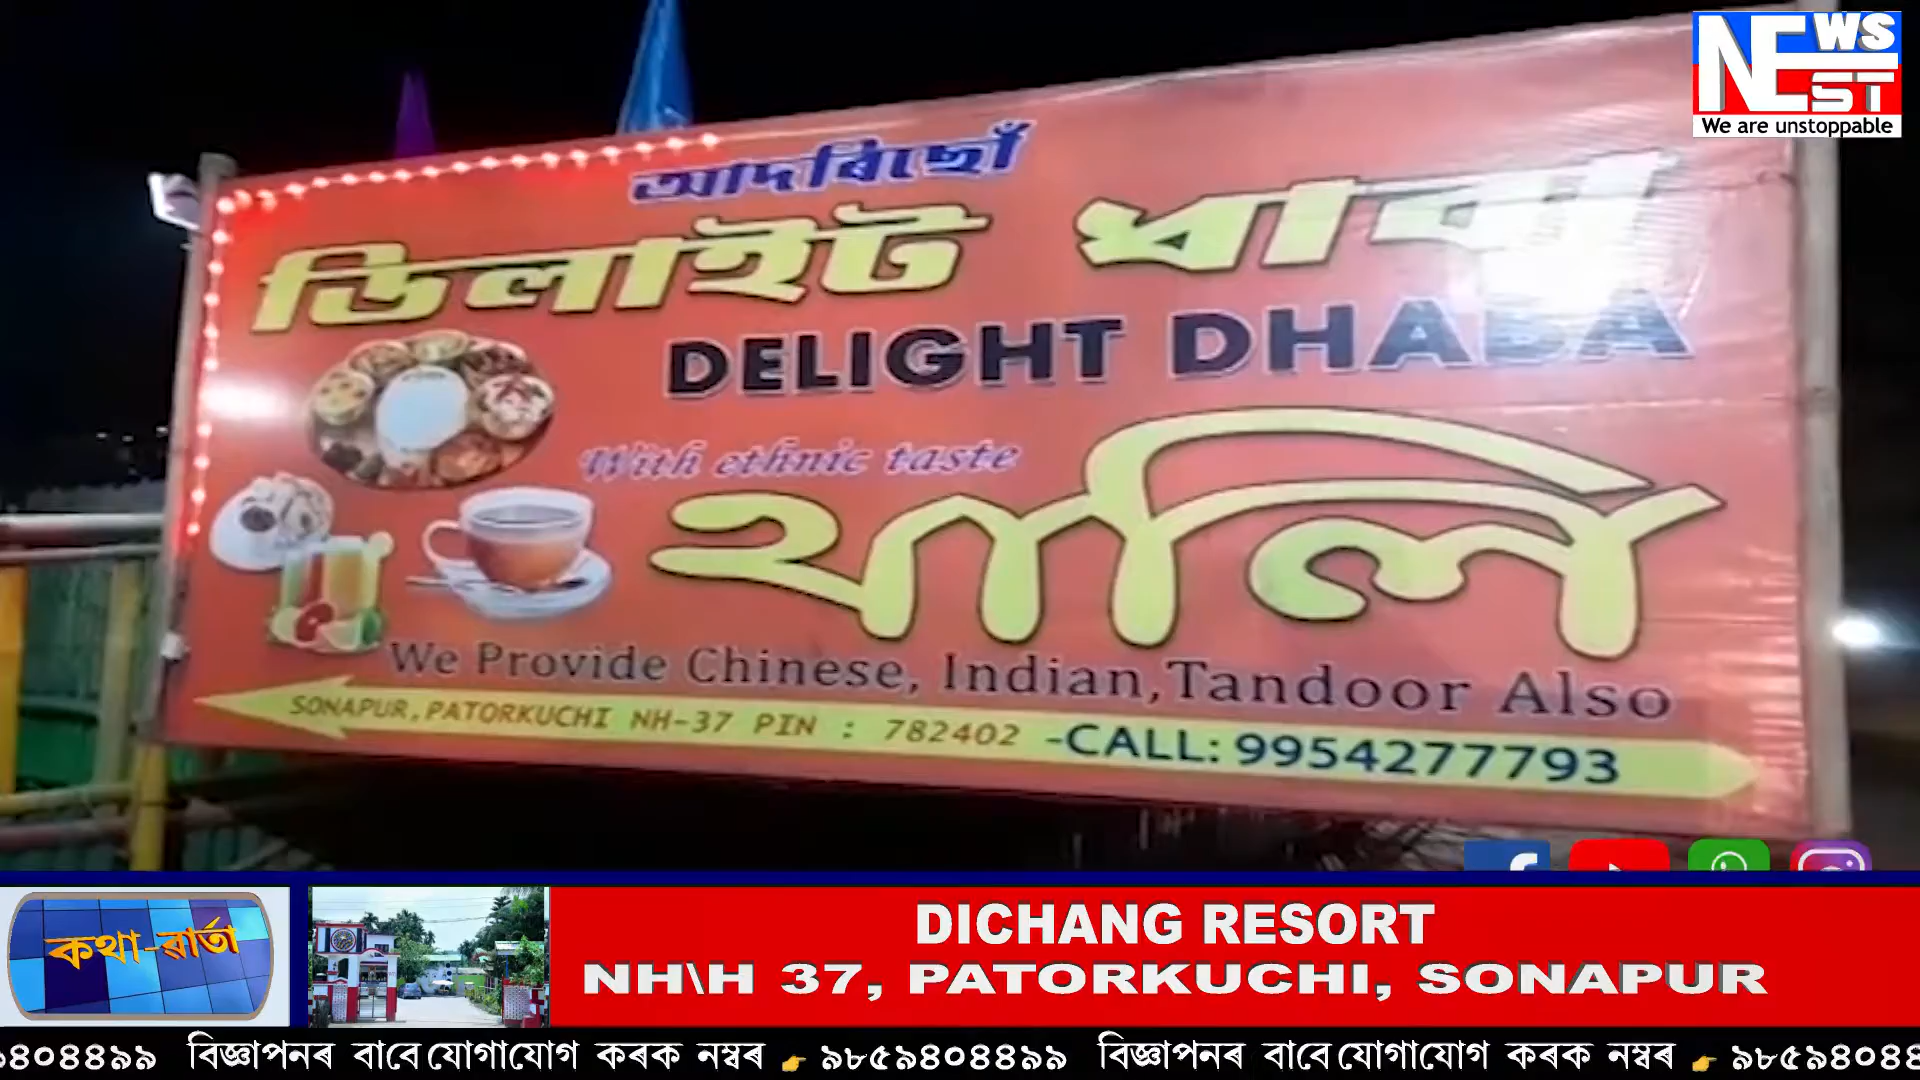 NEWS
NEST
We are unstoppable
আদৰিছোঁ
ডিলাইট ধাবা
DELIGHT DHABA
With ethnic taste
থালি
We Provide Chinese, Indian,Tandoor Also
SONAPUR,PATORKUCHI NH-37 PIN : 782402 -CALL: 9954277793
কথা-ৱাৰ্তা
DICHANG RESORT
NH\H 37, PATORKUCHI, SONAPUR
৪০৪৪৯৯ বিজ্ঞাপনৰ বাবে যোগাযোগ কৰক নম্বৰ 👉 ৯৮৫৯৪০৪৪৯৯ বিজ্ঞাপনৰ বাবে যোগাযোগ কৰক নম্বৰ 👉 ৯৮৫৯৪০৪৪